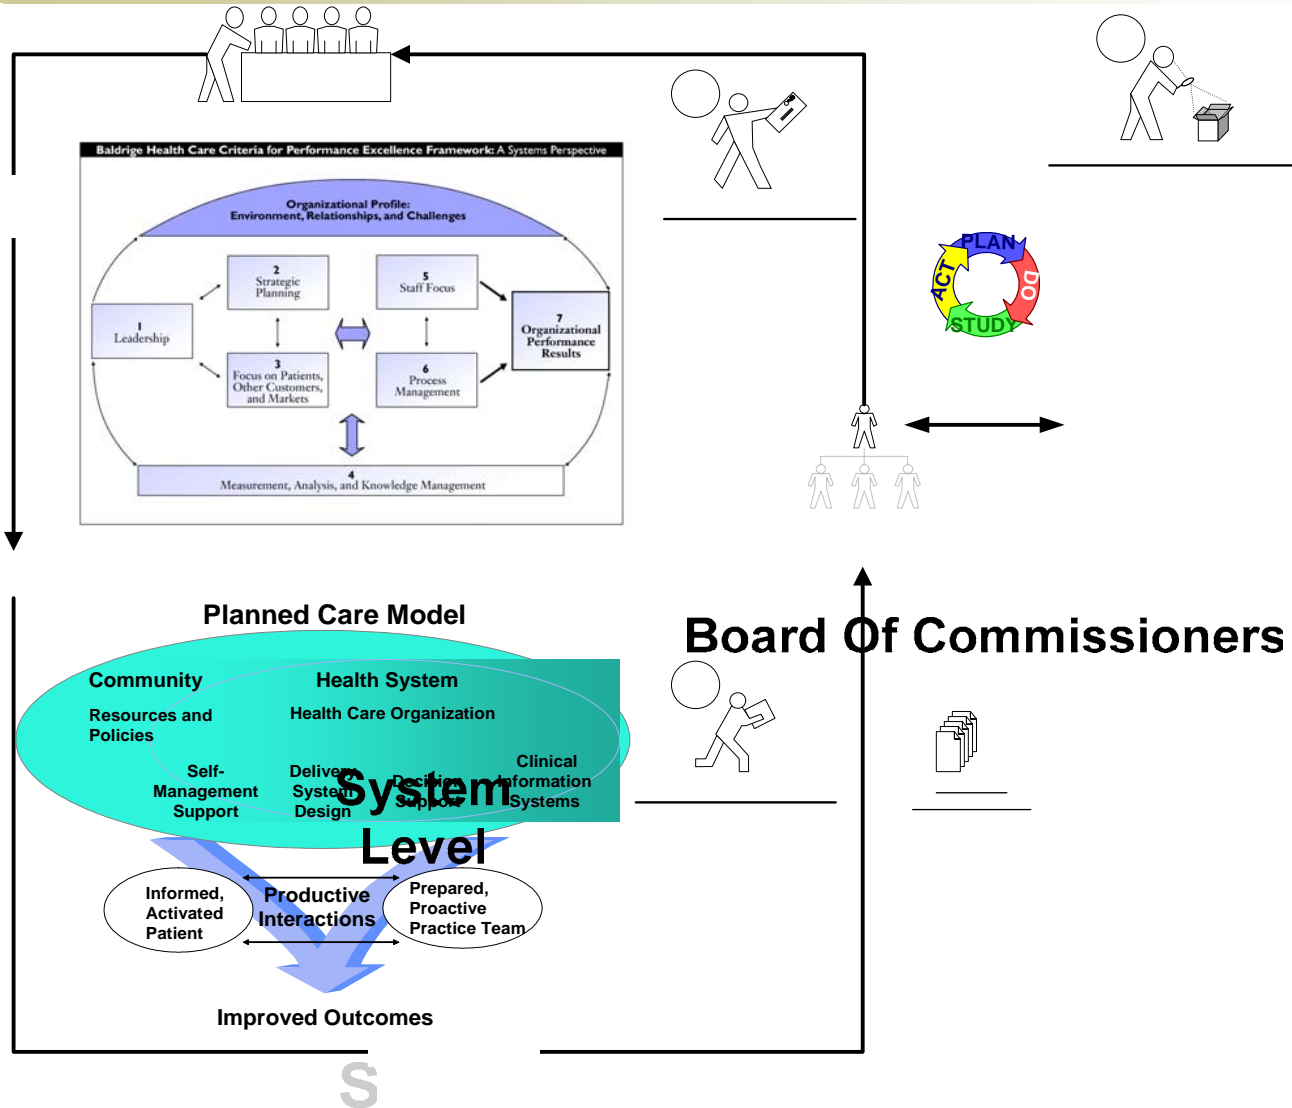 Baldrige Health Care Criteria for Performance Excellence Framework: A Systems Perspective
Organizational Profile:
Environment, Relationships, and Challenges
2
Strategic
Planning
5
Staff Focus
1
Leadership
7
Organizational
Performance
Results
3
Focus on Patients,
Other Customers,
and Markets
6
Process
Management
4
Measurement, Analysis, and Knowledge Management
PLAN
DO
STUDY
ACT
Planned Care Model
Board Of Commissioners
Community
Health System
Resources and
Policies
Health Care Organization
Self-
Management
Support
Delivery
System
Design
Decision
Support
Clinical
Information
Systems
System
Level
Informed,
Activated
Patient
Productive
Interactions
Prepared,
Proactive
Practice Team
Improved Outcomes
S